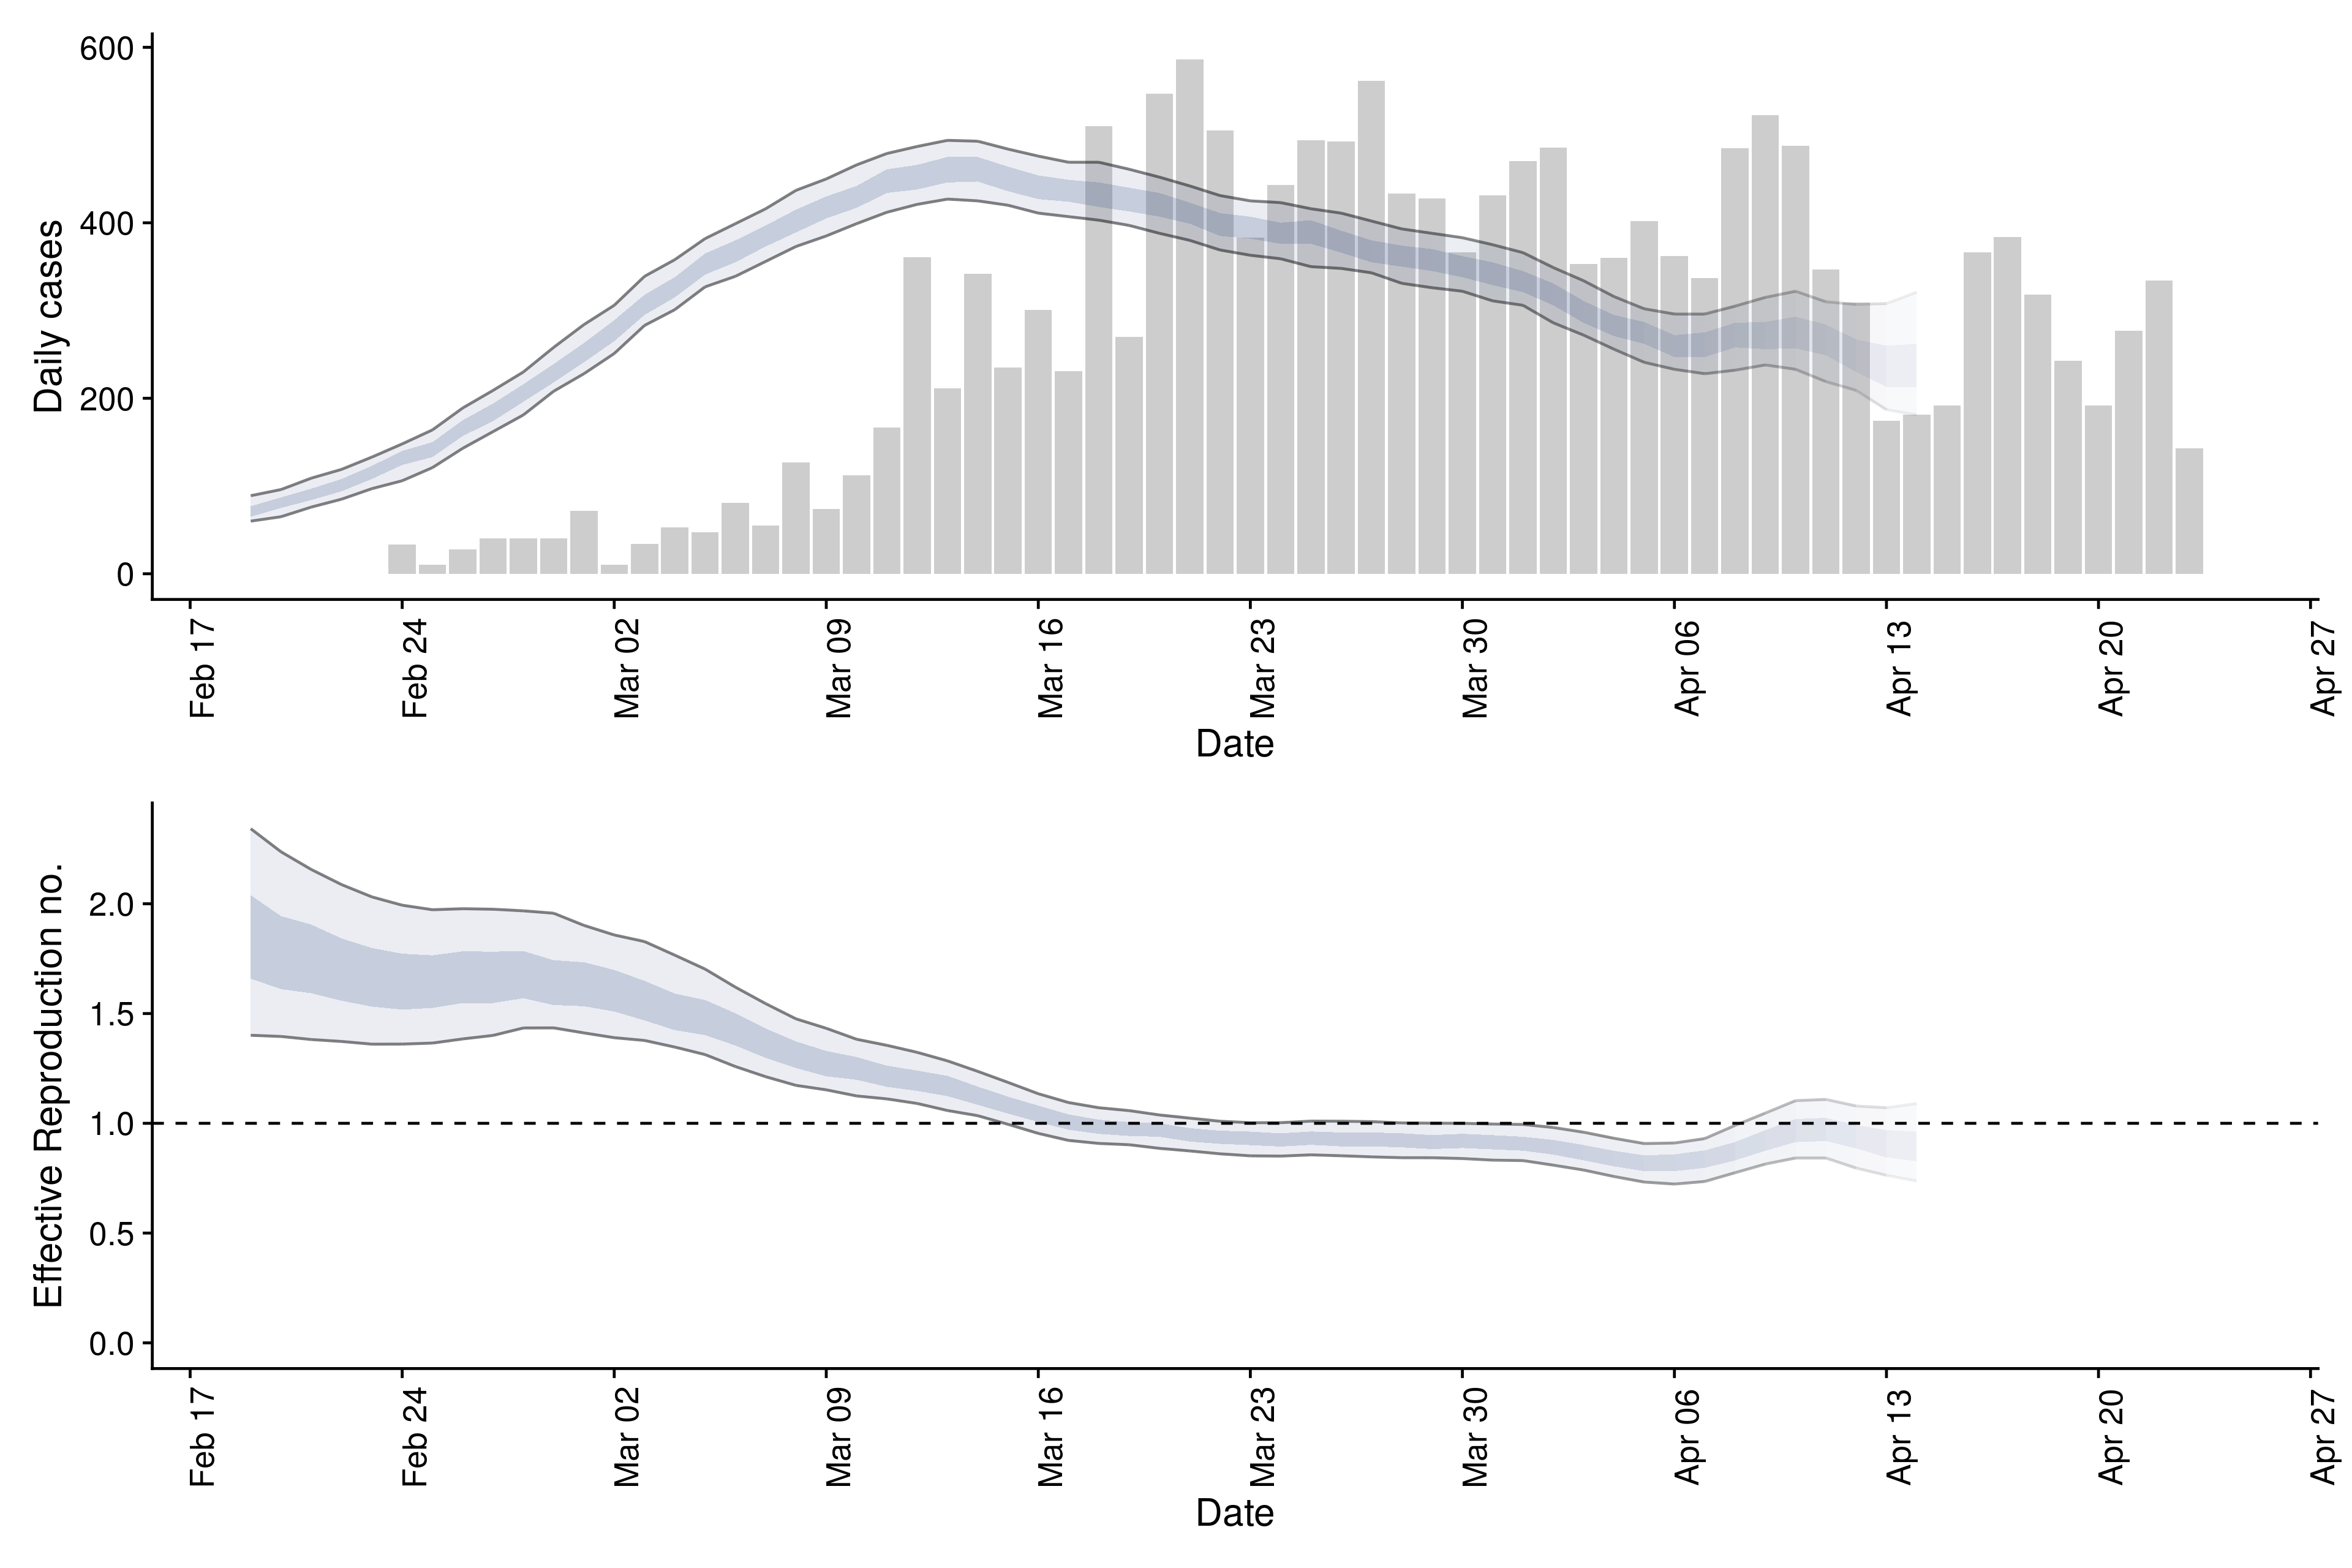 Daily cases
600
400
200
0
Feb 17
Feb 24
Mar 02
Mar 09
Mar 16
Mar 23
Mar 30
Apr 06
Apr 13
Apr 20
Apr 27
Date
Effective Reproduction no.
2.0
1.5
1.0
0.5
0.0
Feb 17
Feb 24
Mar 02
Mar 09
Mar 16
Mar 23
Mar 30
Apr 06
Apr 13
Apr 20
Apr 27
Date